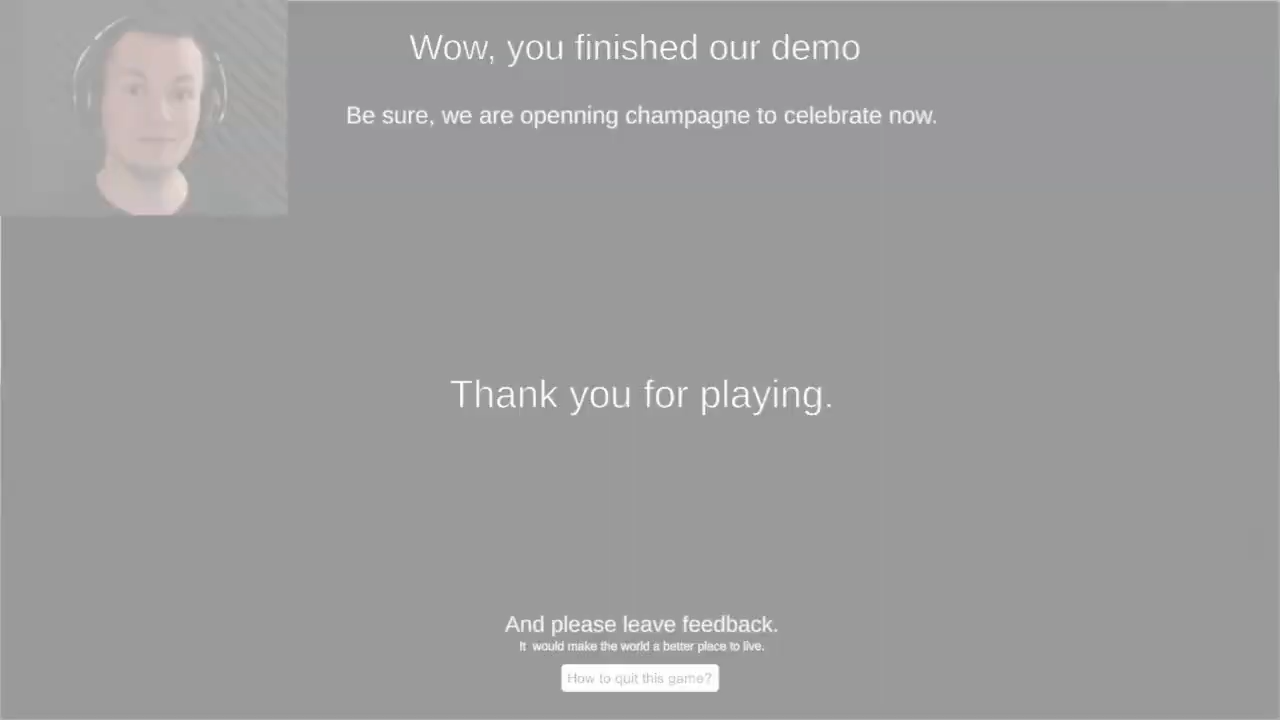 Wow, you finished our demo
Be sure, we are openning champagne to celebrate now.
Thank you for playing.
And please leave feedback.
It would make the world a better place to live.
How to quit this game?